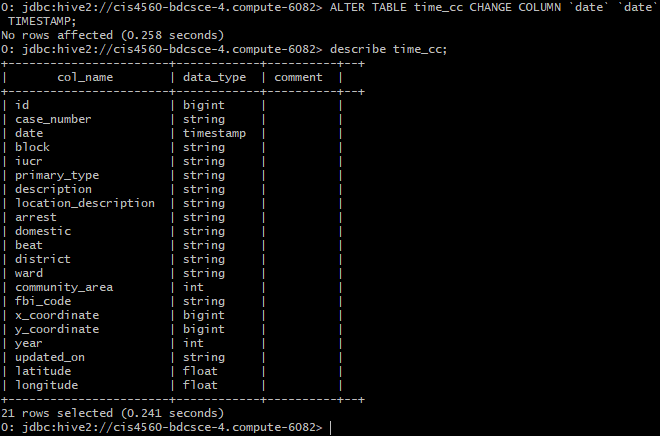 0: jdbc:hive2://cis4560-bdcsce-4.compute-6082> ALTER TABLE time_cc CHANGE COLUMN `date` `date`
 TIMESTAMP;
No rows affected (0.258 seconds)
0: jdbc:hive2://cis4560-bdcsce-4.compute-6082> describe time_cc;
+-----------------------+------------+----------+--+
|       col_name        | data_type  | comment  |
+-----------------------+------------+----------+--+
| id                    | bigint     |          |
| case_number           | string     |          |
| date                  | timestamp  |          |
| block                 | string     |          |
| iucr                  | string     |          |
| primary_type          | string     |          |
| description           | string     |          |
| location_description  | string     |          |
| arrest                | string     |          |
| domestic              | string     |          |
| beat                  | string     |          |
| district              | string     |          |
| ward                  | string     |          |
| community_area        | int        |          |
| fbi_code              | string     |          |
| x_coordinate          | bigint     |          |
| y_coordinate          | bigint     |          |
| year                  | int        |          |
| updated_on            | string     |          |
| latitude              | float      |          |
| longitude             | float      |          |
+-----------------------+------------+----------+--+
21 rows selected (0.241 seconds)
0: jdbc:hive2://cis4560-bdcsce-4.compute-6082>